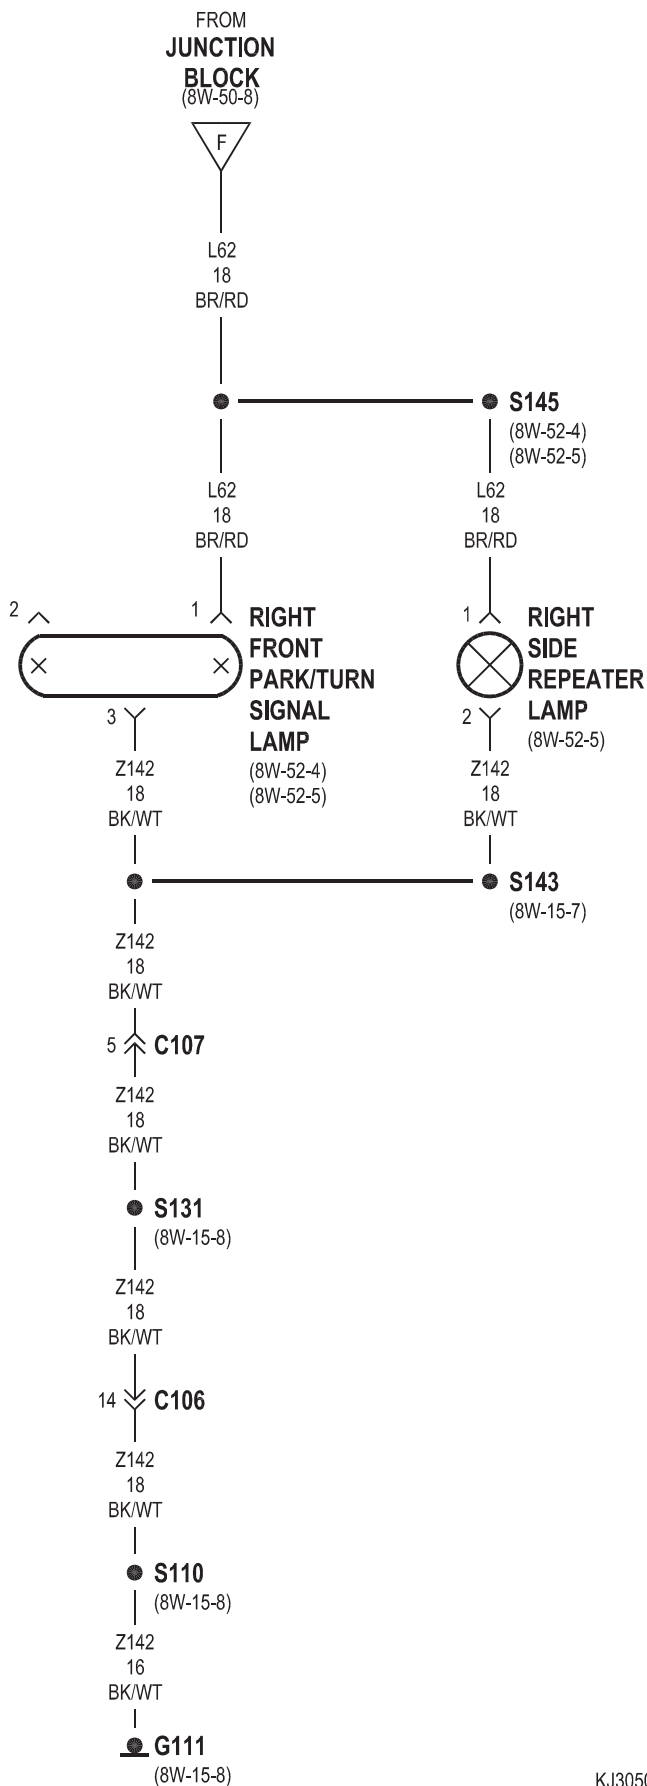 FROM
JUNCTION
BLOCK
(8W-50-8)
F
L62
18
BR/RD
S145
(8W-52-4)
(8W-52-5)
L62
18
BR/RD
L62
18
BR/RD
2
1
RIGHT
FRONT
PARK/TURN
SIGNAL
LAMP
(8W-52-4)
(8W-52-5)
1
RIGHT
SIDE
REPEATER
LAMP
(8W-52-5)
3
Z142
18
BK/WT
2
Z142
18
BK/WT
S143
(8W-15-7)
Z142
18
BK/WT
5
C107
Z142
18
BK/WT
S131
(8W-15-8)
Z142
18
BK/WT
14
C106
Z142
18
BK/WT
S110
(8W-15-8)
Z142
16
BK/WT
G111
(8W-15-8)